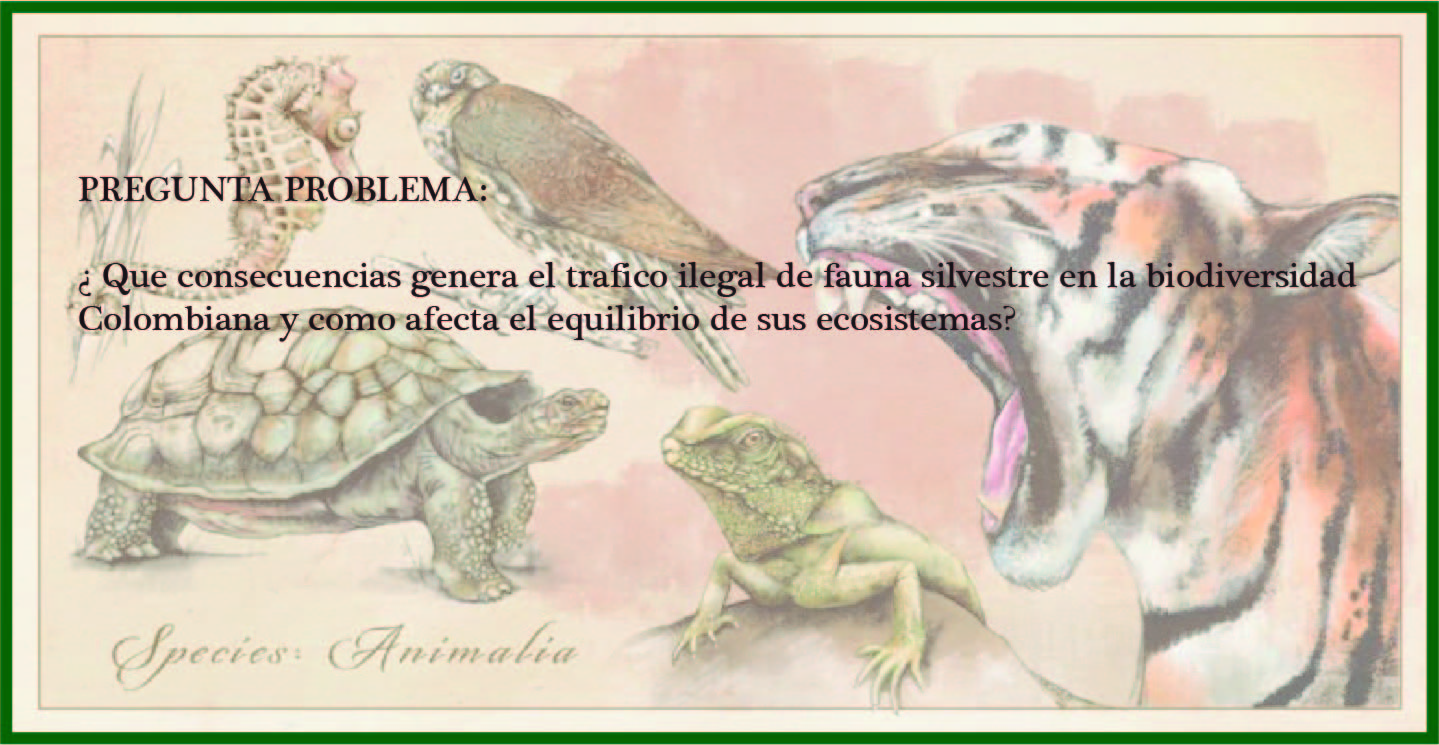 PREGUNTA PROBLEMA:
¿ Que consecuencias genera el trafico ilegal de fauna silvestre en la biodiversidad
Colombiana y como afecta el equilibrio de sus ecosistemas?
Species: Animalia